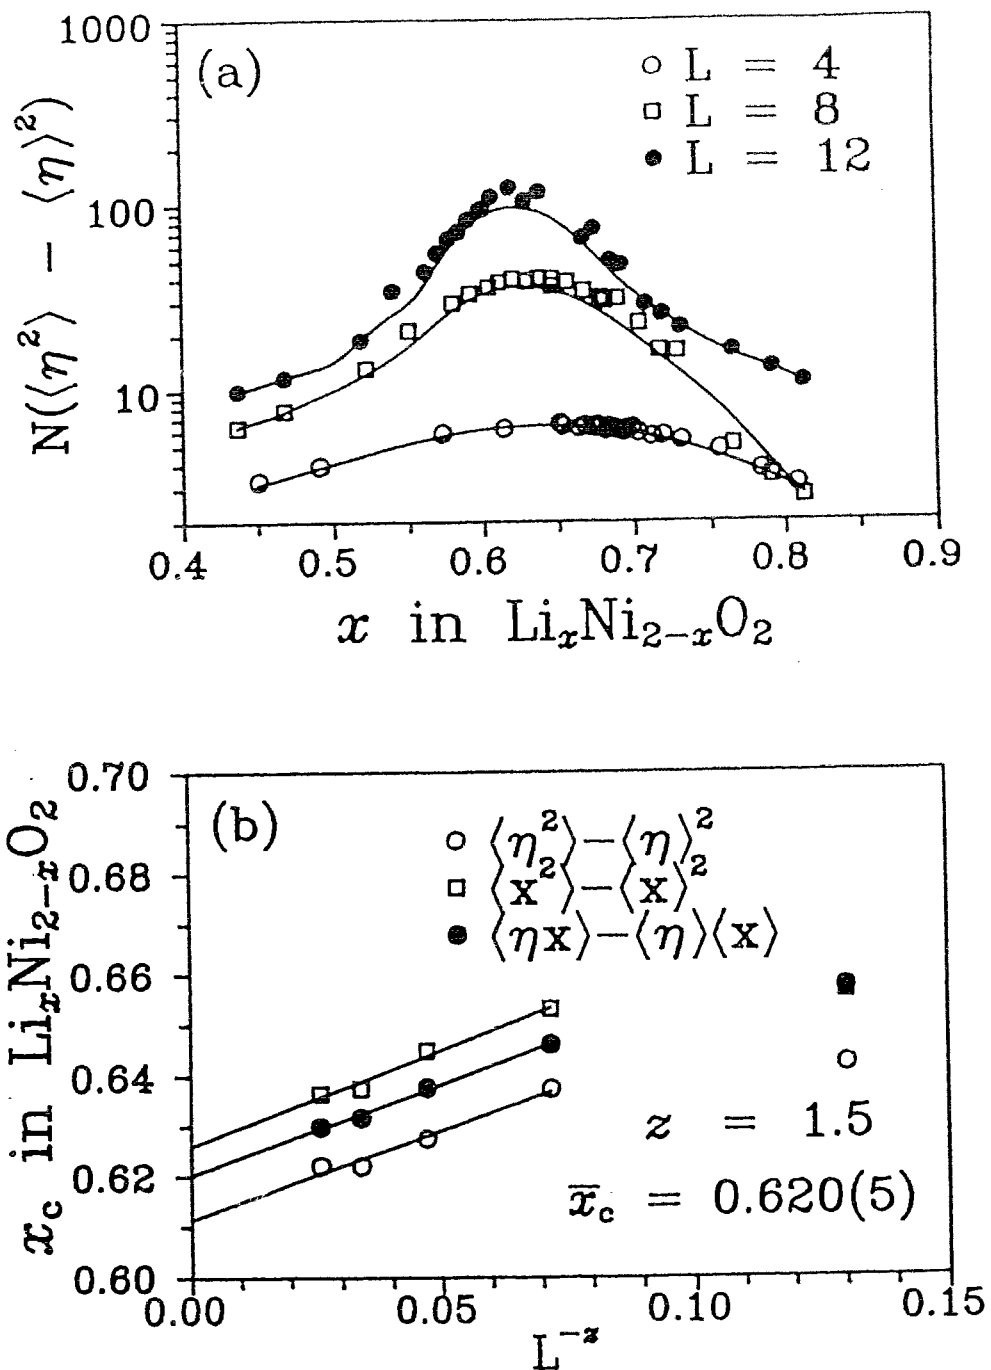 1000
100
10
N(⟨η²⟩ − ⟨η⟩²)
(a)
○ L = 4
□ L = 8
● L = 12
0.4 0.5 0.6 0.7 0.8 0.9
x in LiₓNi₂₋ₓO₂
0.70
0.68
0.66
0.64
0.62
0.60
x_c in LiₓNi₂₋ₓO₂
(b)
○ ⟨η²⟩−⟨η⟩²
□ ⟨x²⟩−⟨x⟩²
● ⟨ηx⟩−⟨η⟩⟨x⟩
z = 1.5
x̅_c = 0.620(5)
0.00 0.05 0.10 0.15
L⁻ᶻ